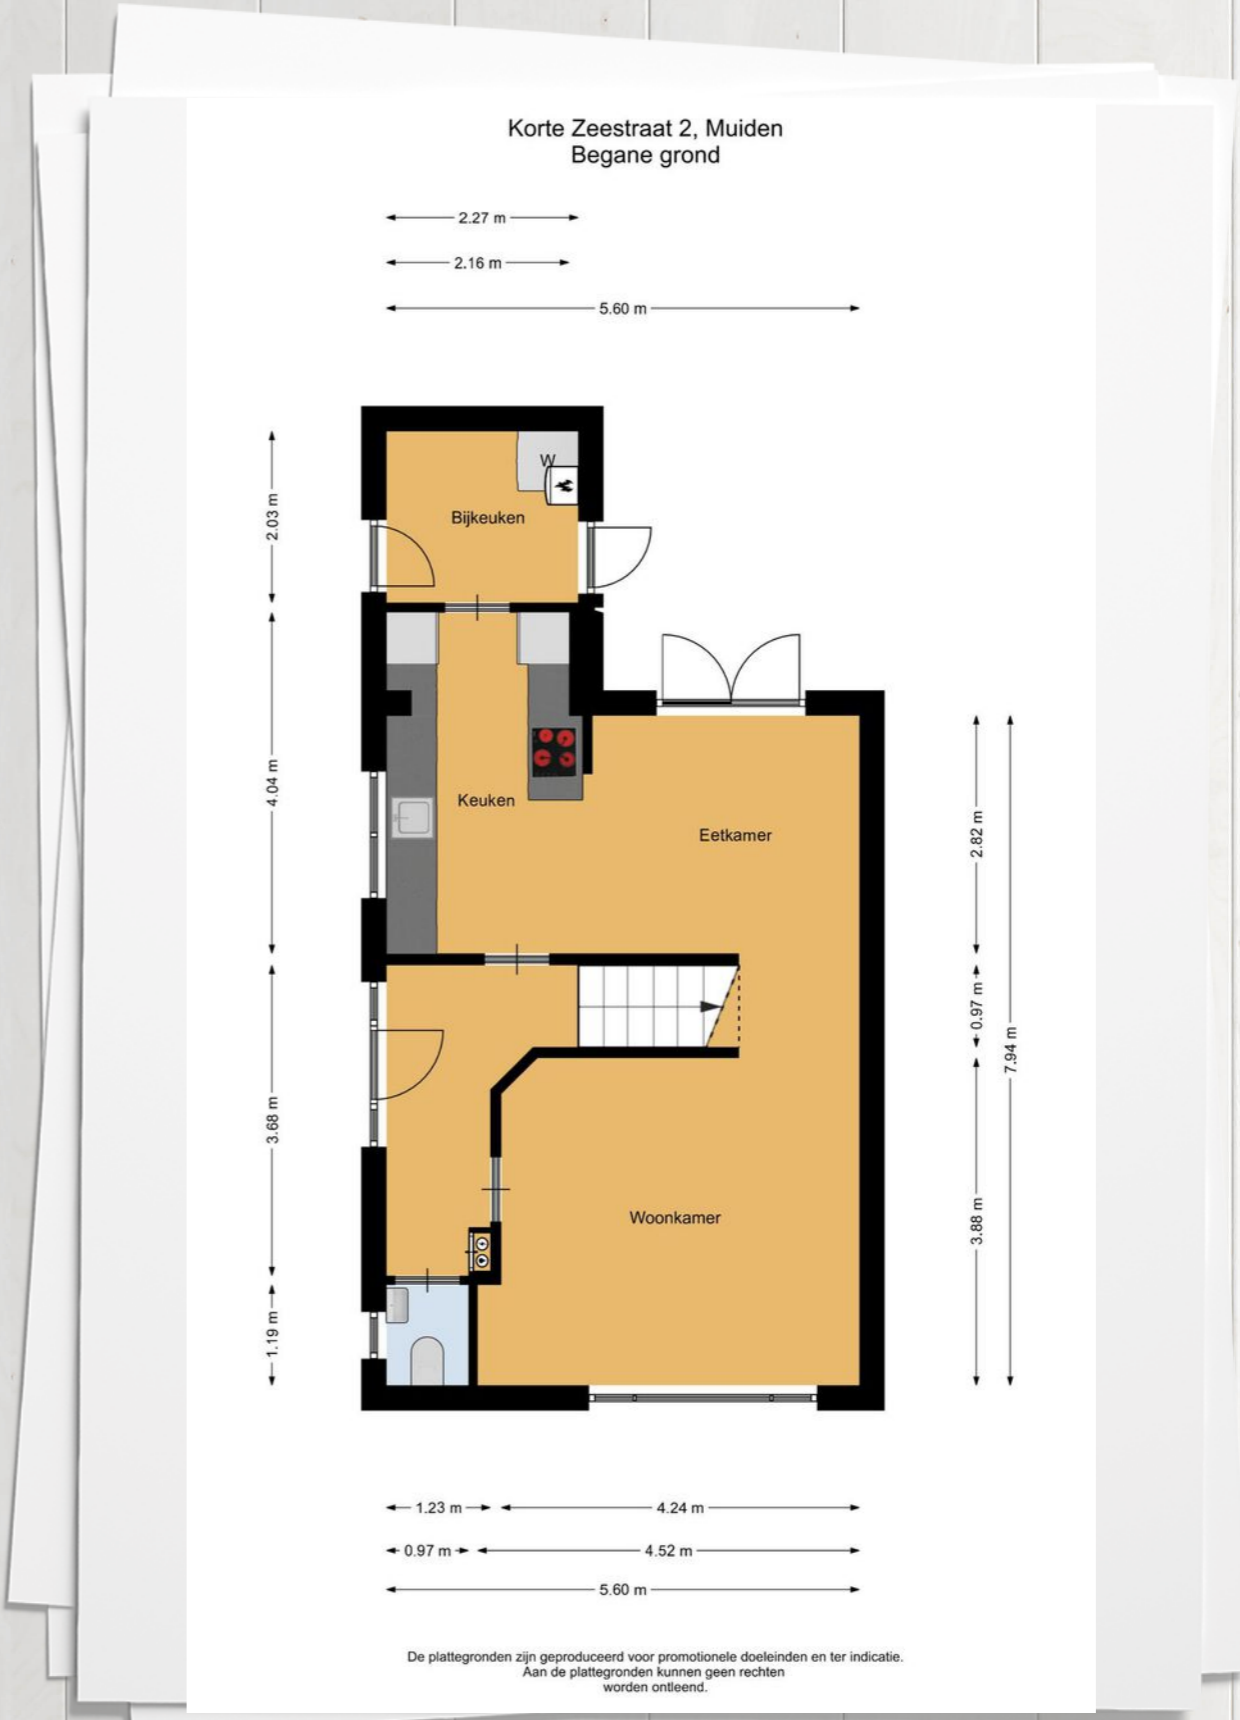 Korte Zeestraat 2, Muiden
Begane grond
2.27 m
2.16 m
5.60 m
2.03 m
W
Bijkeuken
4.04 m
Keuken
Eetkamer
2.82 m
0.97 m
7.94 m
3.68 m
3.88 m
Woonkamer
1.19 m
1.23 m
4.24 m
0.97 m
4.52 m
5.60 m
De plattegronden zijn geproduceerd voor promotionele doeleinden en ter indicatie.
Aan de plattegronden kunnen geen rechten
worden ontleend.